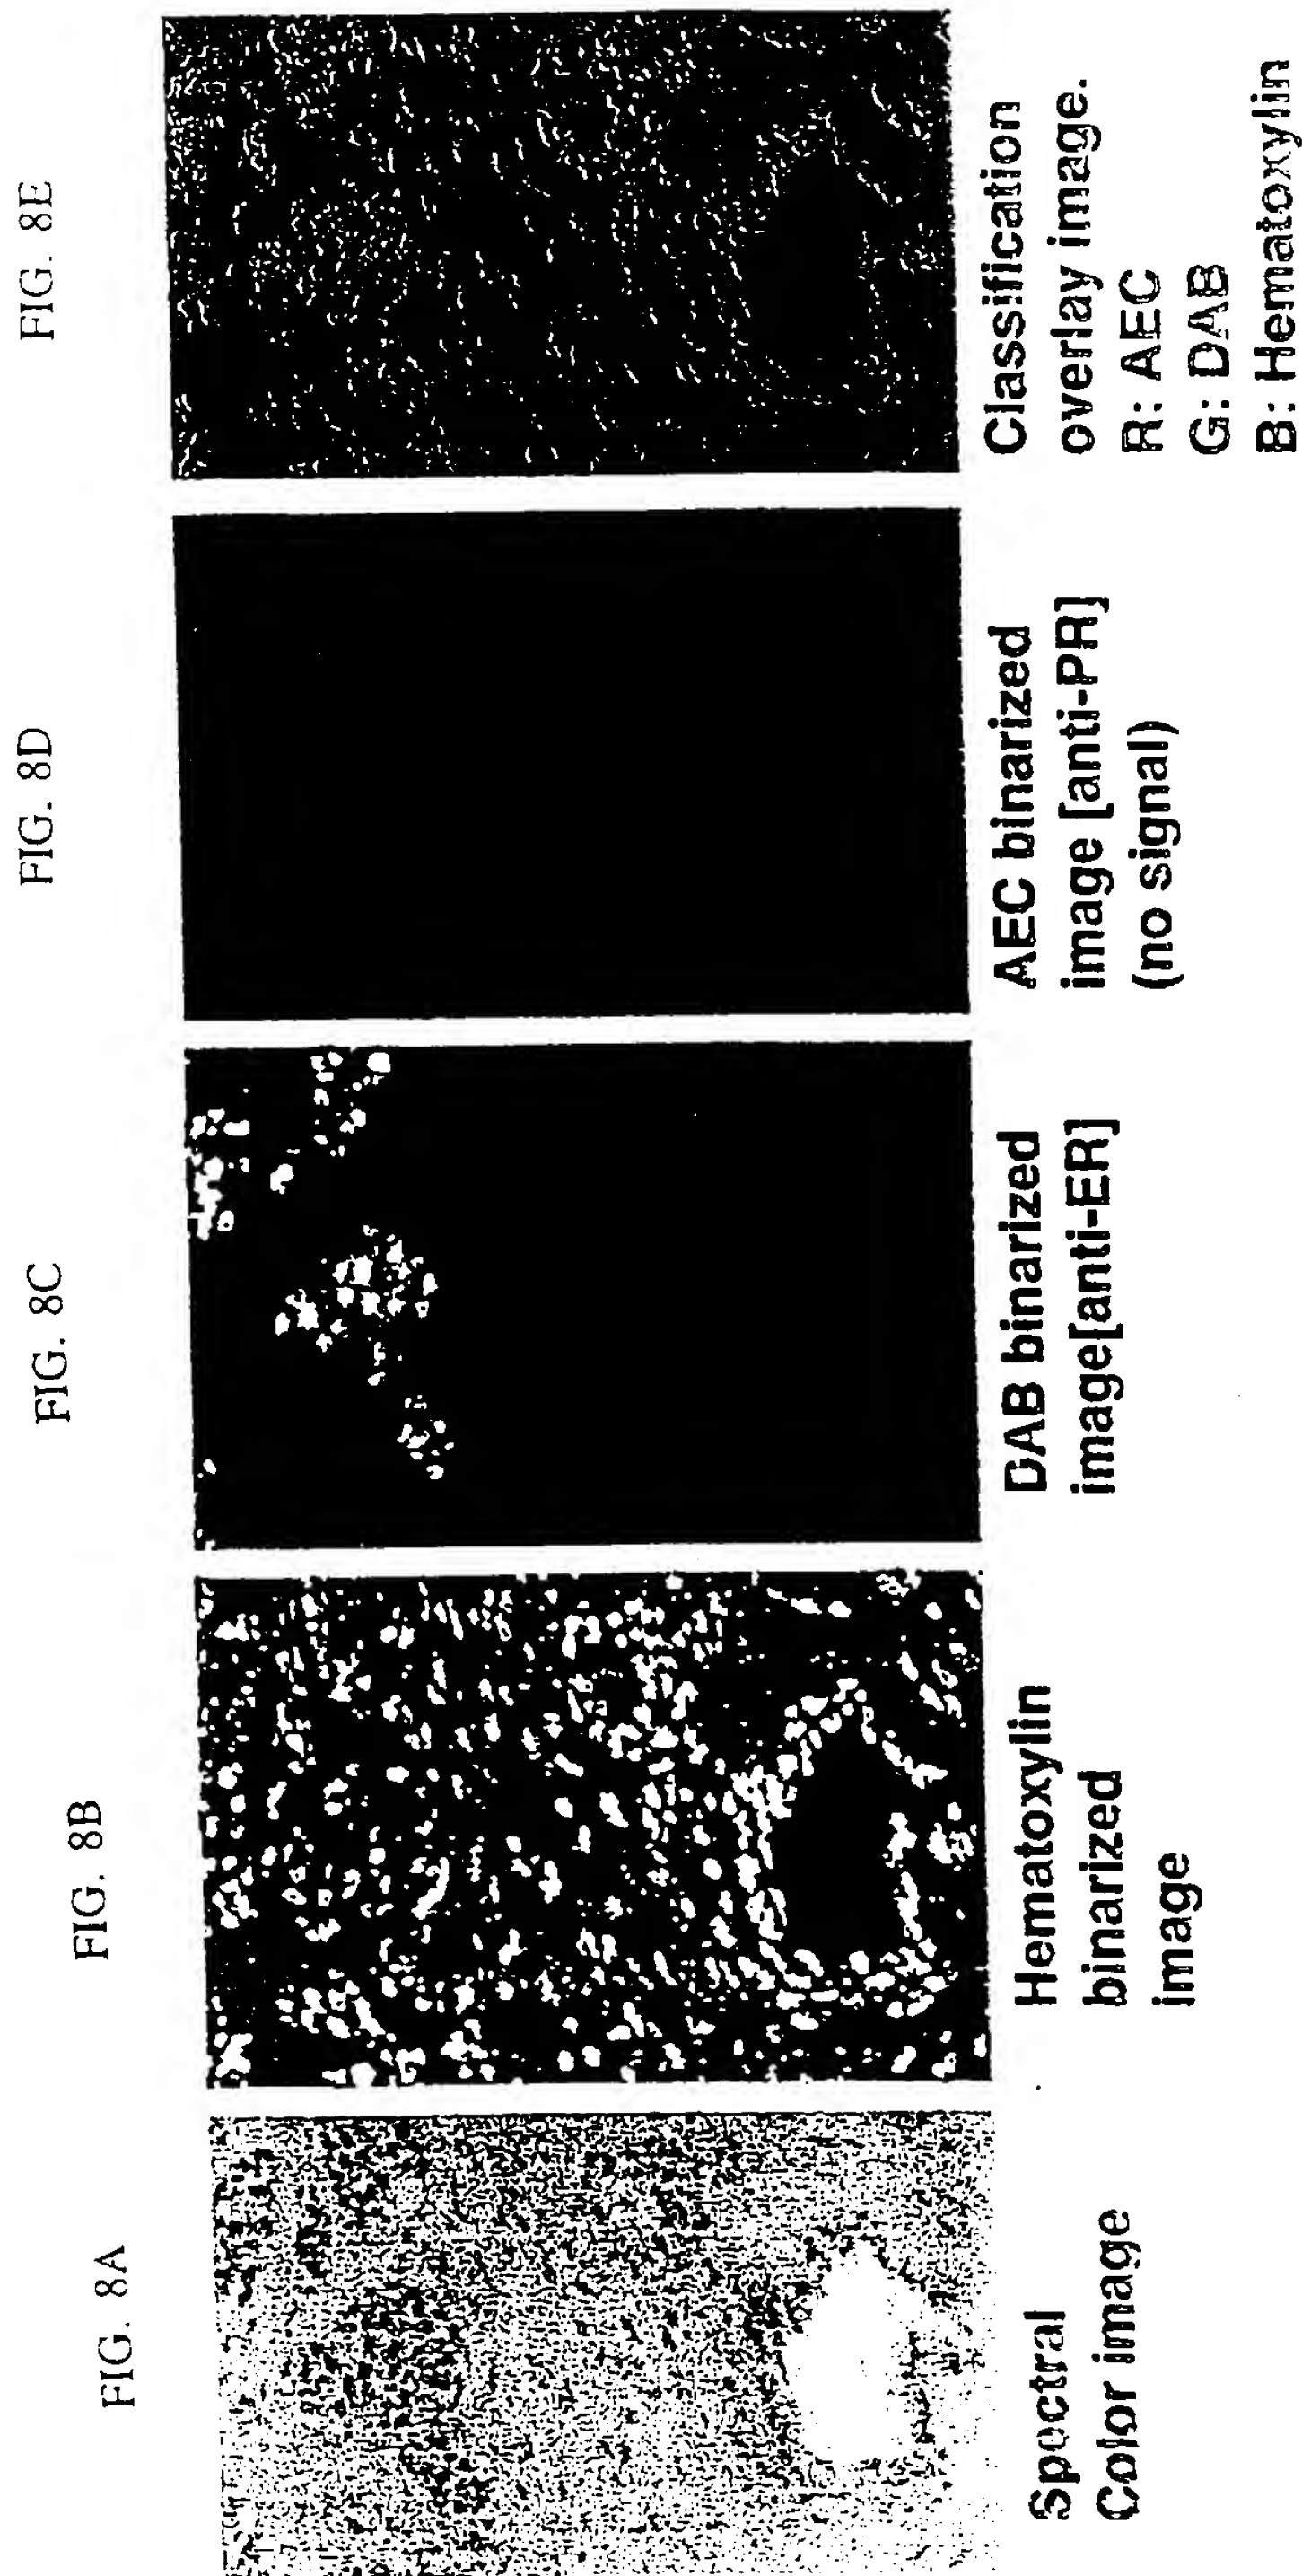 FIG. 8A
Spectral
Color image
FIG. 8B
Hematoxylin
binarized
image
FIG. 8C
DAB binarized
image[anti-ER]
FIG. 8D
AEC binarized
image [anti-PR]
(no signal)
FIG. 8E
Classification
overlay image.
R: AEC
G: DAB
B: Hematoxylin